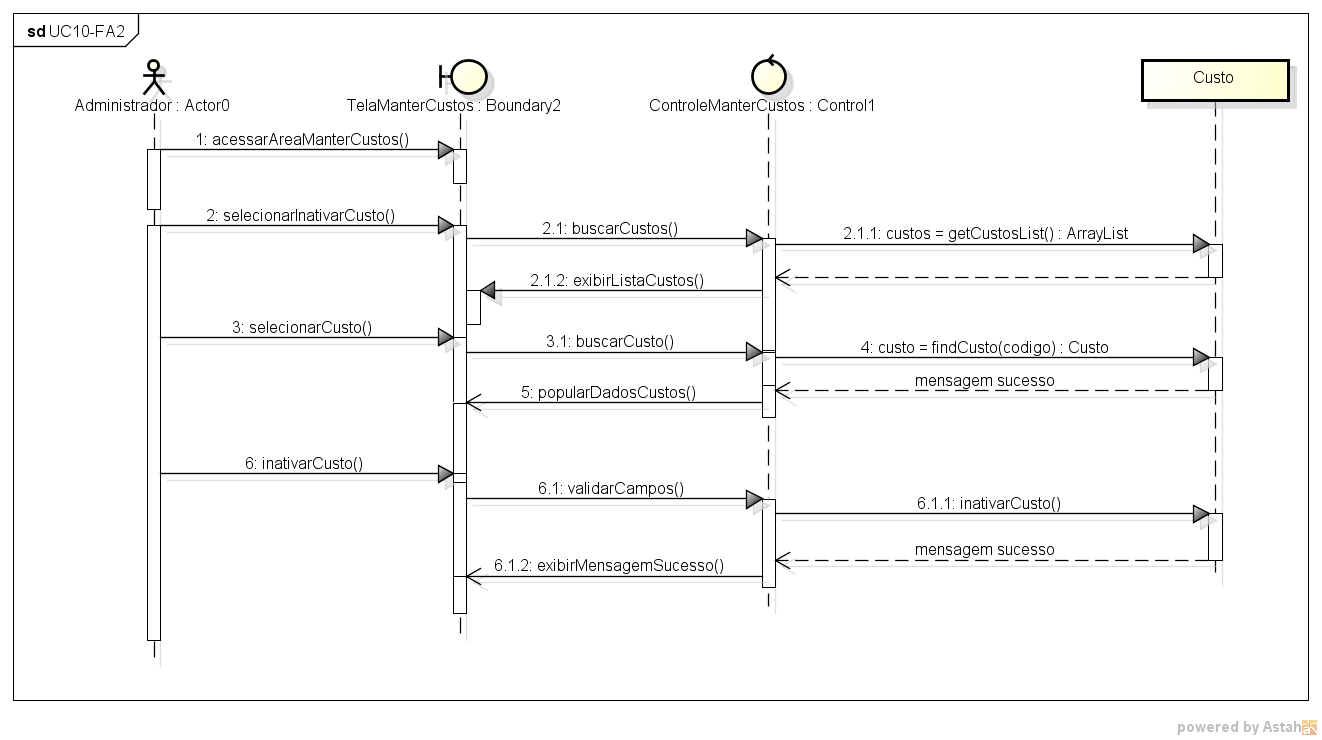 sd UC10-FA2
Administrador : Actor0
TelaManterCustos : Boundary2
ControleManterCustos : Control1
Custo
1: acessarAreaManterCustos()
2: selecionarInativarCusto()
2.1: buscarCustos()
2.1.1: custos = getCustosList() : ArrayList
2.1.2: exibirListaCustos()
3: selecionarCusto()
3.1: buscarCusto()
4: custo = findCusto(codigo) : Custo
mensagem sucesso
5: popularDadosCustos()
6: inativarCusto()
6.1: validarCampos()
6.1.1: inativarCusto()
mensagem sucesso
6.1.2: exibirMensagemSucesso()
powered by Astah